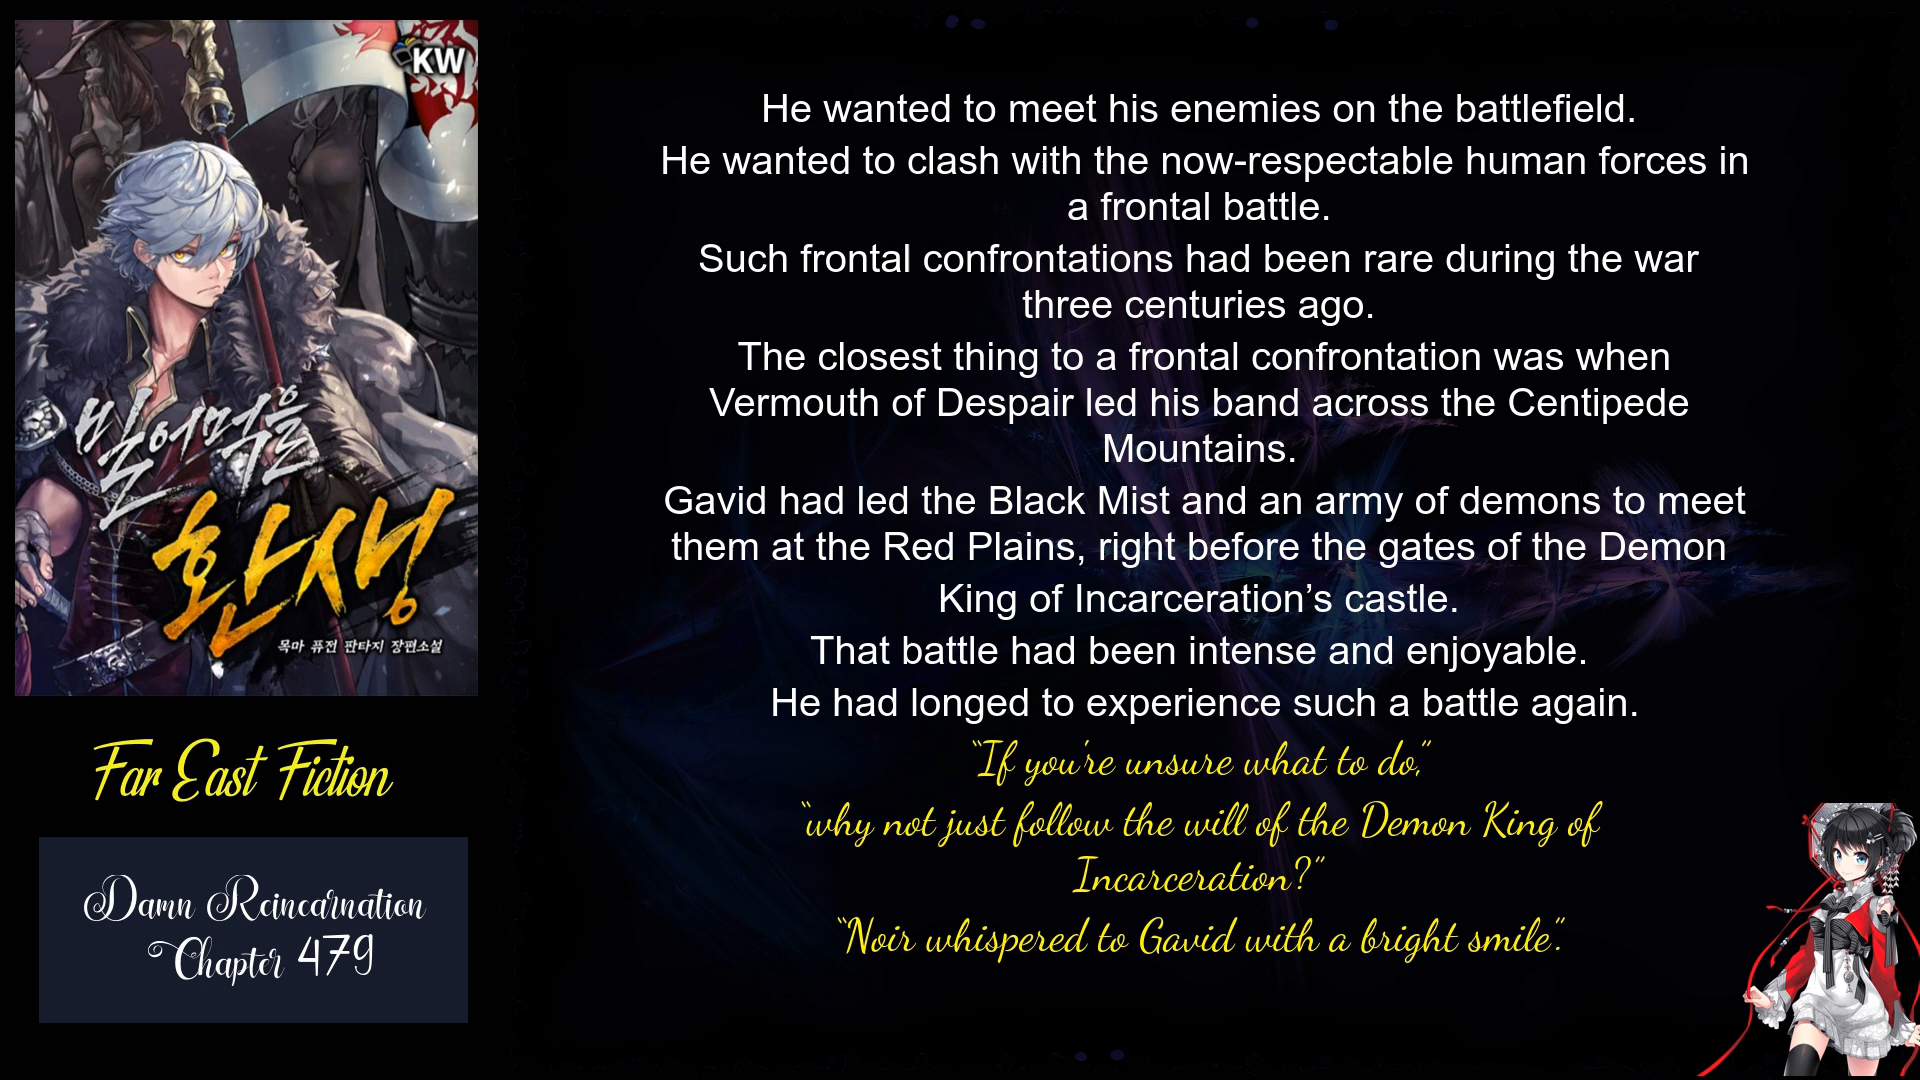 KW
빌어먹을
환생
목마 퓨전 판타지 장편소설
Far East Fiction
Damn Reincarnation
Chapter 479
He wanted to meet his enemies on the battlefield.
He wanted to clash with the now-respectable human forces in
a frontal battle.
Such frontal confrontations had been rare during the war
three centuries ago.
The closest thing to a frontal confrontation was when
Vermouth of Despair led his band across the Centipede
Mountains.
Gavid had led the Black Mist and an army of demons to meet
them at the Red Plains, right before the gates of the Demon
King of Incarceration’s castle.
That battle had been intense and enjoyable.
He had longed to experience such a battle again.
“If you're unsure what to do,”
“why not just follow the will of the Demon King of
Incarceration?”
“Noir whispered to Gavid with a bright smile”.